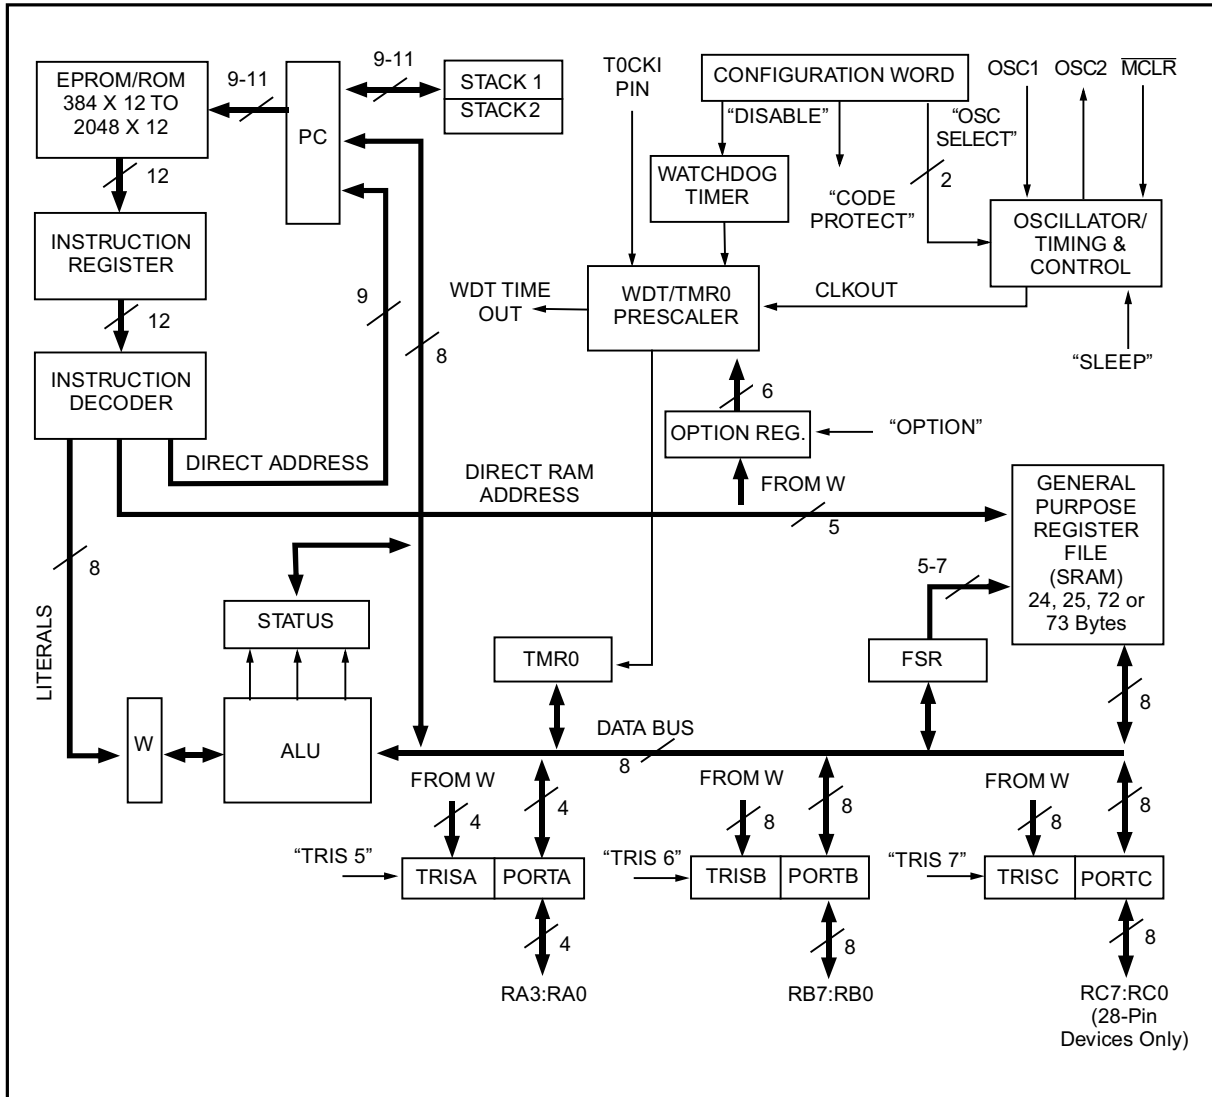 EPROM/ROM
384 X 12 TO
2048 X 12
9-11
PC
9-11
STACK 1
STACK 2
T0CKI
PIN
CONFIGURATION WORD
OSC1
OSC2
MCLR
“DISABLE”
“OSC
SELECT”
12
WATCHDOG
TIMER
2
“CODE
PROTECT”
INSTRUCTION
REGISTER
OSCILLATOR/
TIMING &
CONTROL
9
WDT TIME
OUT
WDT/TMR0
PRESCALER
CLKOUT
12
8
“SLEEP”
INSTRUCTION
DECODER
6
OPTION REG.
“OPTION”
DIRECT ADDRESS
DIRECT RAM
ADDRESS
FROM W
5
GENERAL
PURPOSE
REGISTER
FILE
(SRAM)
24, 25, 72 or
73 Bytes
8
5-7
LITERALS
STATUS
TMR0
FSR
8
W
ALU
DATA BUS
8
FROM W
4
4
FROM W
8
8
FROM W
8
8
“TRIS 5”
TRISA
PORTA
“TRIS 6”
TRISB
PORTB
“TRIS 7”
TRISC
PORTC
4
8
8
RA3:RA0
RB7:RB0
RC7:RC0
(28-Pin
Devices Only)